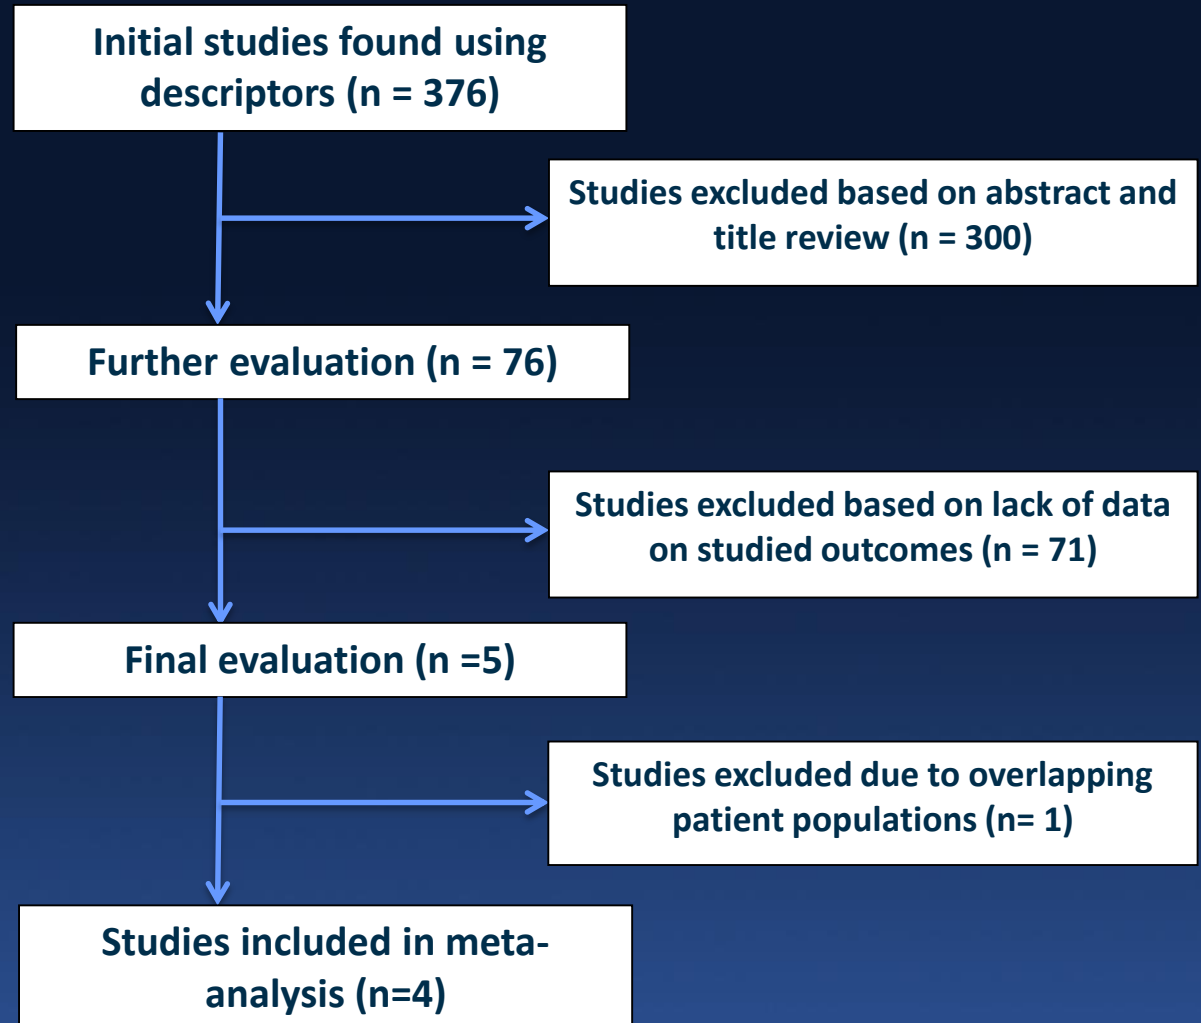 Initial studies found using
descriptors (n = 376)
Studies excluded based on abstract and
title review (n = 300)
Further evaluation (n = 76)
Studies excluded based on lack of data
on studied outcomes (n = 71)
Final evaluation (n =5)
Studies excluded due to overlapping
patient populations (n= 1)
Studies included in meta-
analysis (n=4)